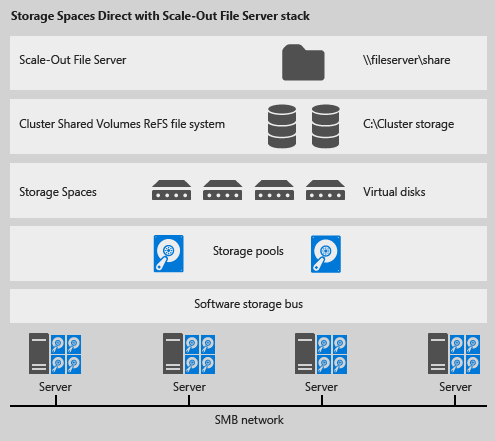 Storage Spaces Direct with Scale-Out File Server stack
Scale-Out File Server
\\fileserver\share
Cluster Shared Volumes ReFS file system
C:\Cluster storage
Storage Spaces
Virtual disks
Storage pools
Software storage bus
Server
Server
Server
Server
SMB network